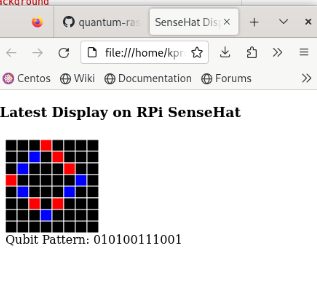 ackground
quantum-ras
SenseHat Dis
file:///home/kpr
Centos
Wiki
Documentation
Forums
Latest Display on RPi SenseHat
Qubit Pattern: 010100111001